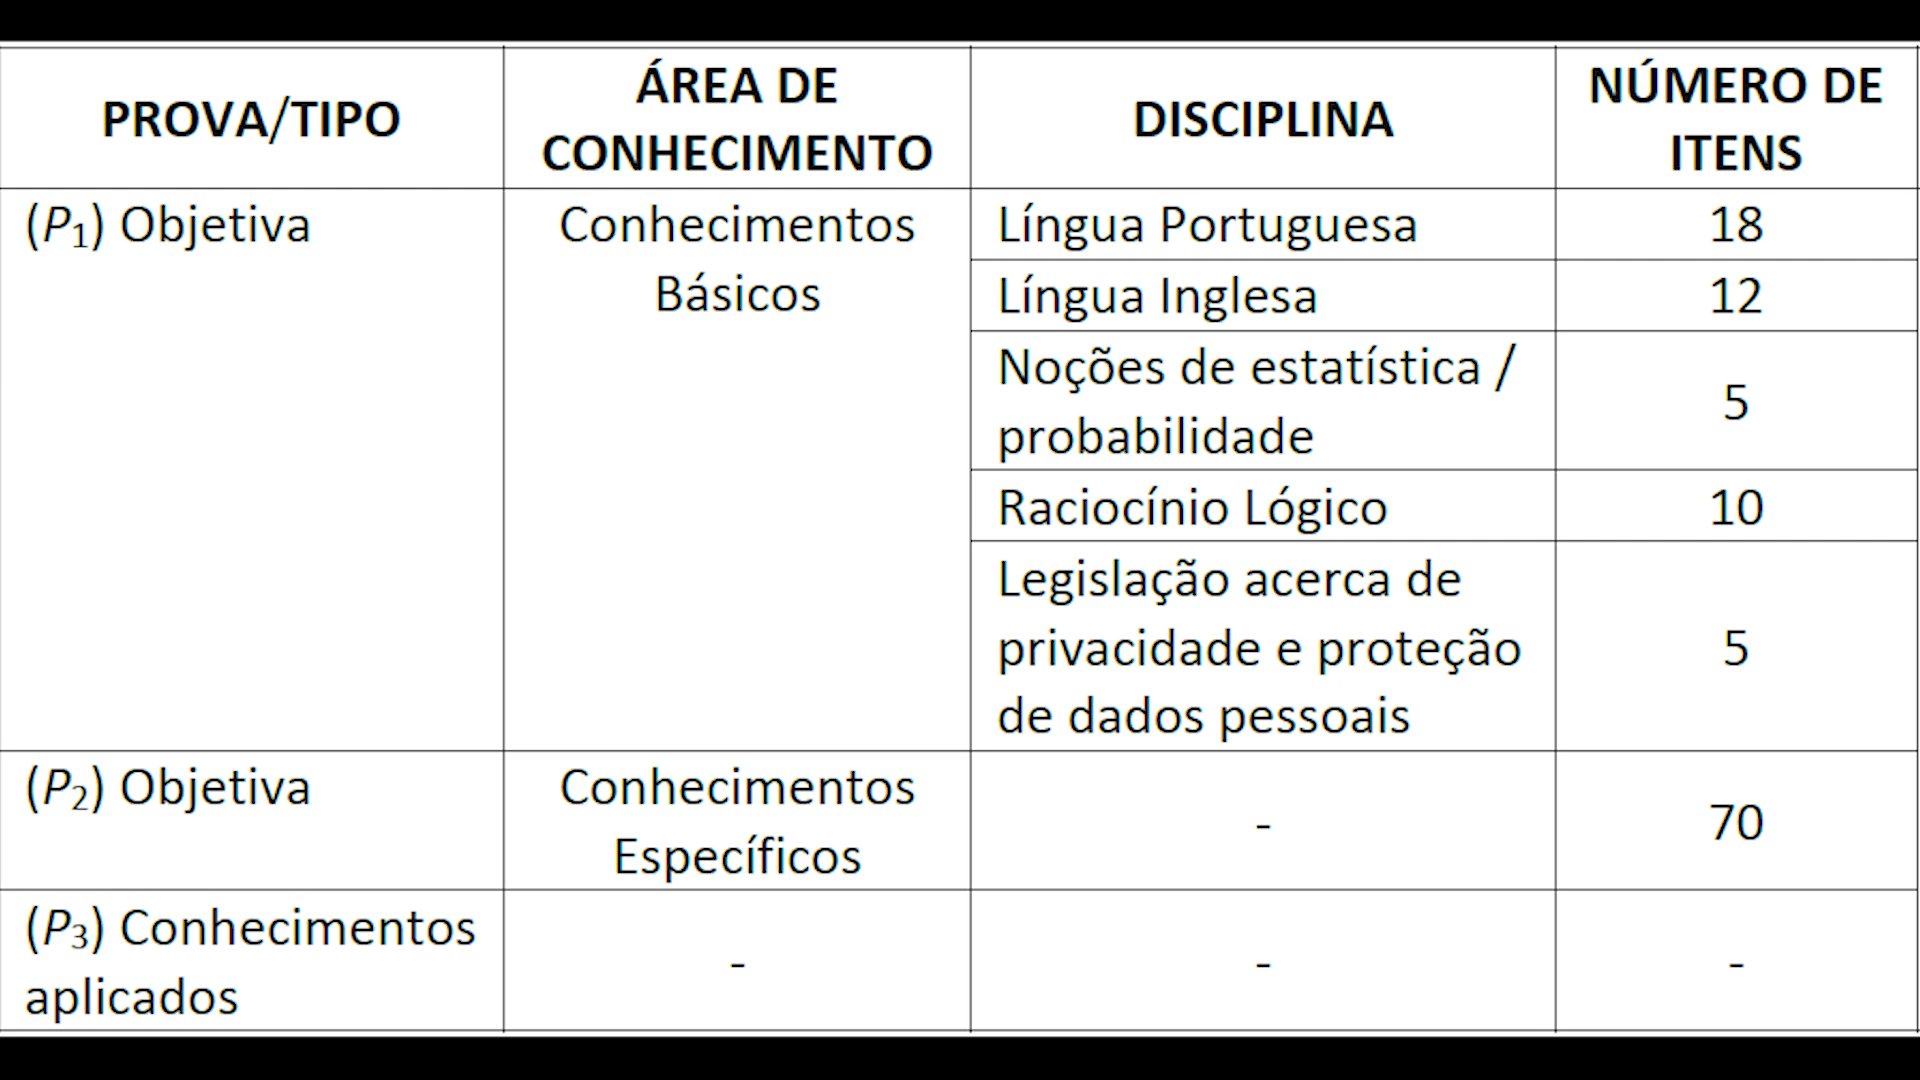 PROVA/TIPO
ÁREA DE
CONHECIMENTO
DISCIPLINA
NÚMERO DE
ITENS
(P1) Objetiva
Conhecimentos
Básicos
Língua Portuguesa
18
Língua Inglesa
12
Noções de estatística /
probabilidade
5
Raciocínio Lógico
10
Legislação acerca de
privacidade e proteção
de dados pessoais
5
(P2) Objetiva
Conhecimentos
Específicos
-
70
(P3) Conhecimentos
aplicados
-
-
-